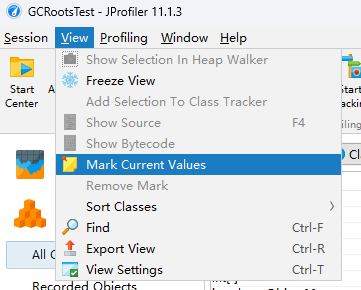 GCRootsTest - JProfiler 11.1.3
Session View Profiling Window Help
Start
Center
Show Selection In Heap Walker
Freeze View
Add Selection To Class Tracker
Show Source F4
Show Bytecode
Mark Current Values
Remove Mark
Sort Classes
Find Ctrl-F
Export View Ctrl-R
View Settings Ctrl-T
Start
Recorded Objects